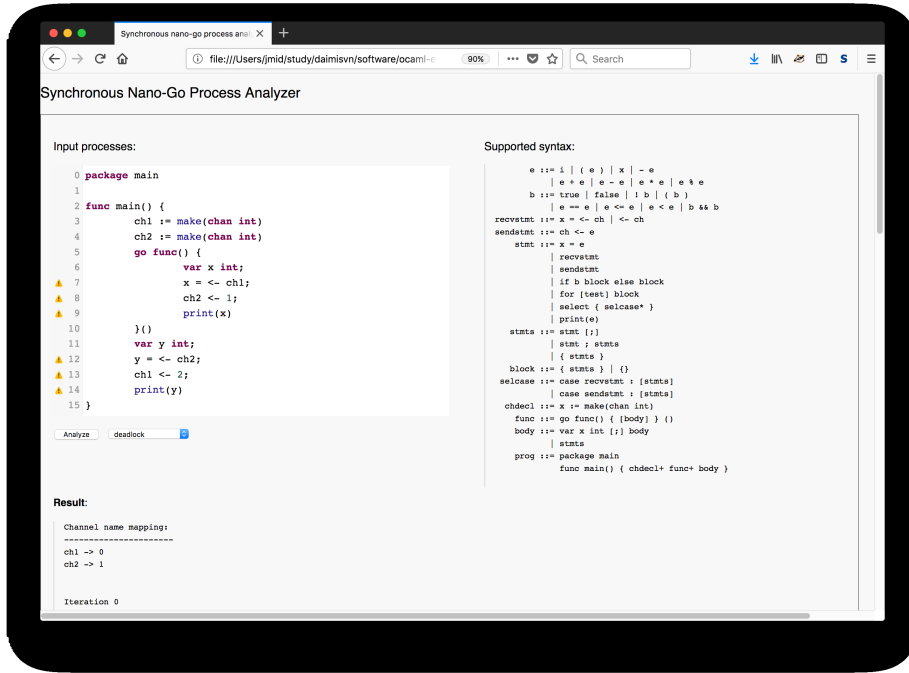 Synchronous nano-go process anal
file:///Users/jmid/study/daimisvn/software/ocaml-e 90% Search
Synchronous Nano-Go Process Analyzer
Input processes:
0 package main
1
2 func main() {
3 ch1 := make(chan int)
4 ch2 := make(chan int)
5 go func() {
6 var x int;
7 x = <- ch1;
8 ch2 <- 1;
9 print(x)
10 }()
11 var y int;
12 y = <- ch2;
13 ch1 <- 2;
14 print(y)
15 }
Analyze deadlock
Supported syntax:
e ::= i | ( e ) | x | - e
| e + e | e - e | e * e | e % e
b ::= true | false | ! b | ( b )
| e == e | e <= e | e < e | b && b
recvstmt ::= x = <- ch | <- ch
sendstmt ::= ch <- e
stmt ::= x = e
| recvstmt
| sendstmt
| if b block else block
| for [test] block
| select { selcase* }
| print(e)
stmts ::= stmt [;]
| stmt ; stmts
| { stmts }
block ::= { stmts } | {}
selcase ::= case recvstmt : [stmts]
| case sendstmt : [stmts]
chdecl ::= x := make(chan int)
func ::= go func() { [body] } ()
body ::= var x int [;] body
| stmts
prog ::= package main
func main() { chdecl+ func+ body }
Result:
Channel name mapping:
----------------------
ch1 -> 0
ch2 -> 1
Iteration 0